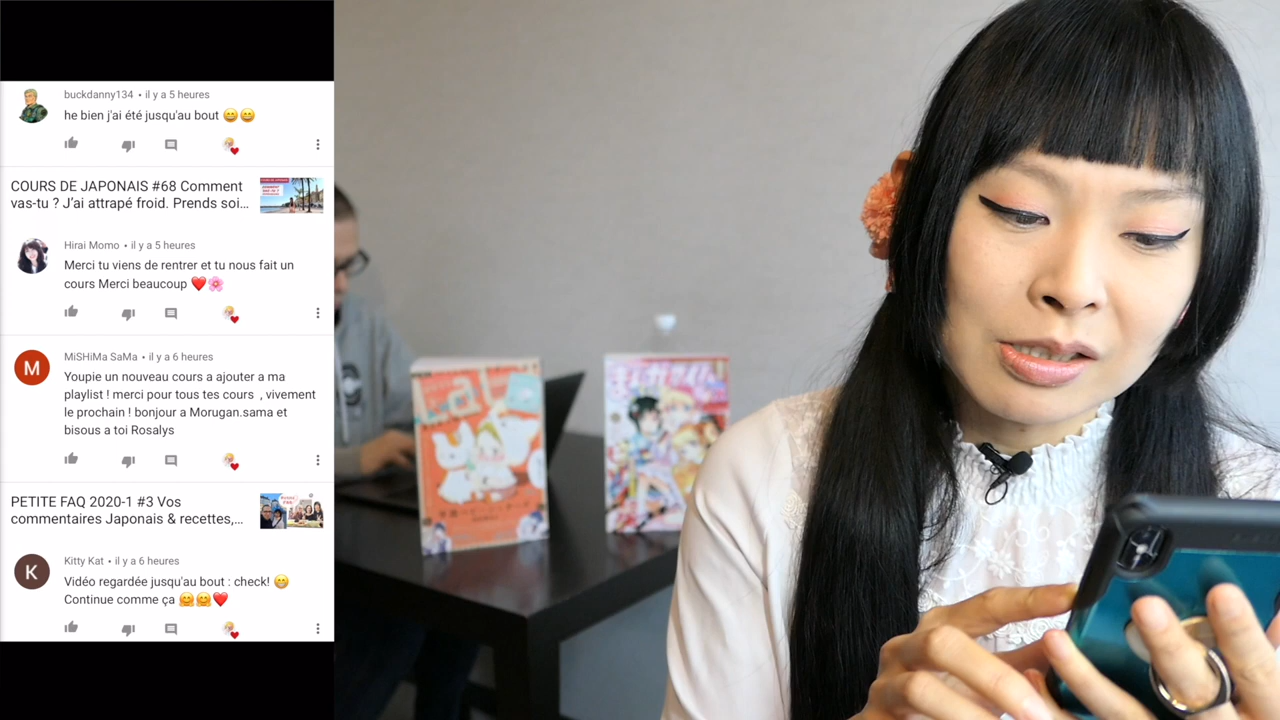 buckdanny134 • il y a 5 heures
he bien j'ai été jusqu'au bout 😄😄
COURS DE JAPONAIS #68 Comment
vas-tu ? J'ai attrapé froid. Prends soi...
Hirai Momo • il y a 5 heures
Merci tu viens de rentrer et tu nous fait un
cours Merci beaucoup ❤️🌸
M
MiSHiMa SaMa • il y a 6 heures
Youpie un nouveau cours a ajouter a ma
playlist ! merci pour tous tes cours  , vivement
le prochain ! bonjour a Morugan.sama et
bisous a toi Rosalys
PETITE FAQ 2020-1 #3 Vos
commentaires Japonais & recettes,...
K
Kitty Kat • il y a 6 heures
Vidéo regardée jusqu'au bout : check! 😁
Continue comme ça 🤗🤗❤️
LaLa